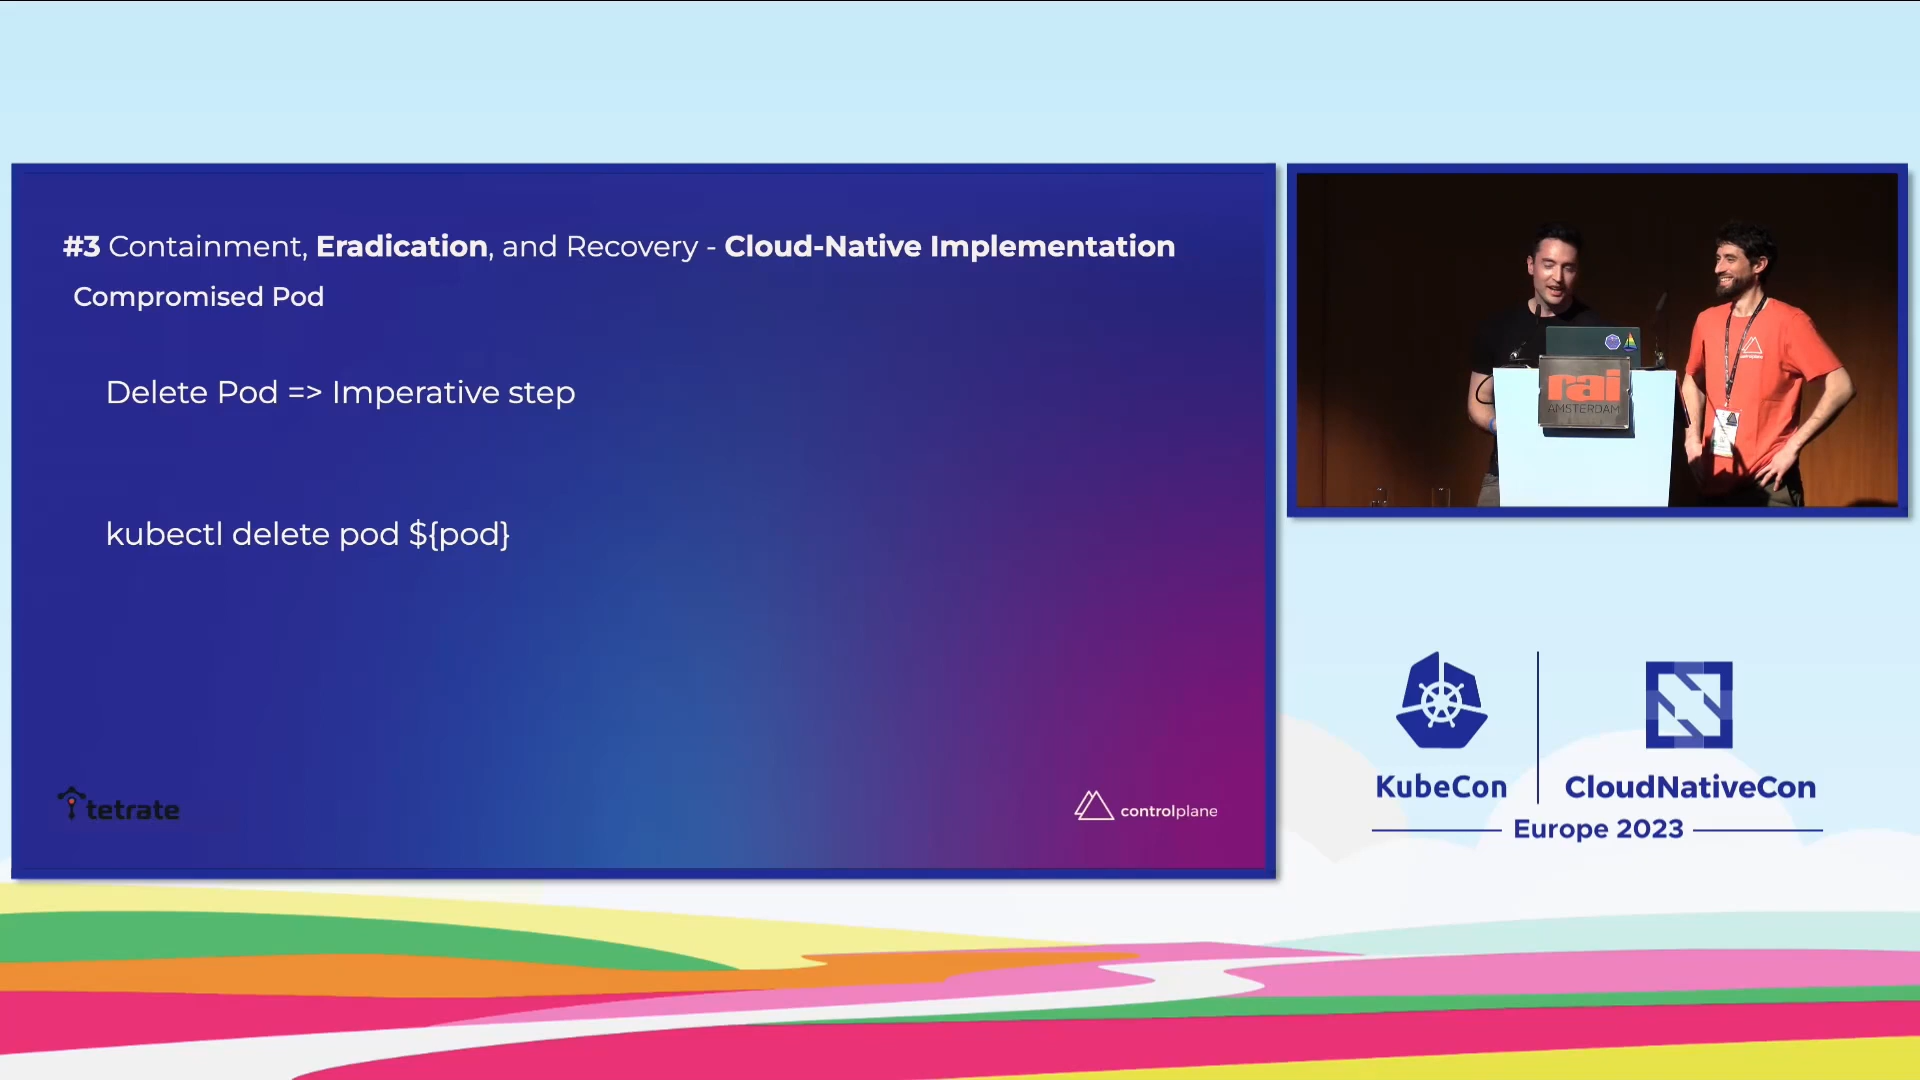 #3 Containment, Eradication, and Recovery - Cloud-Native Implementation
Compromised Pod
Delete Pod => Imperative step
kubectl delete pod ${pod}
tetrate
controlplane
rai
AMSTERDAM
KubeCon
CloudNativeCon
Europe 2023